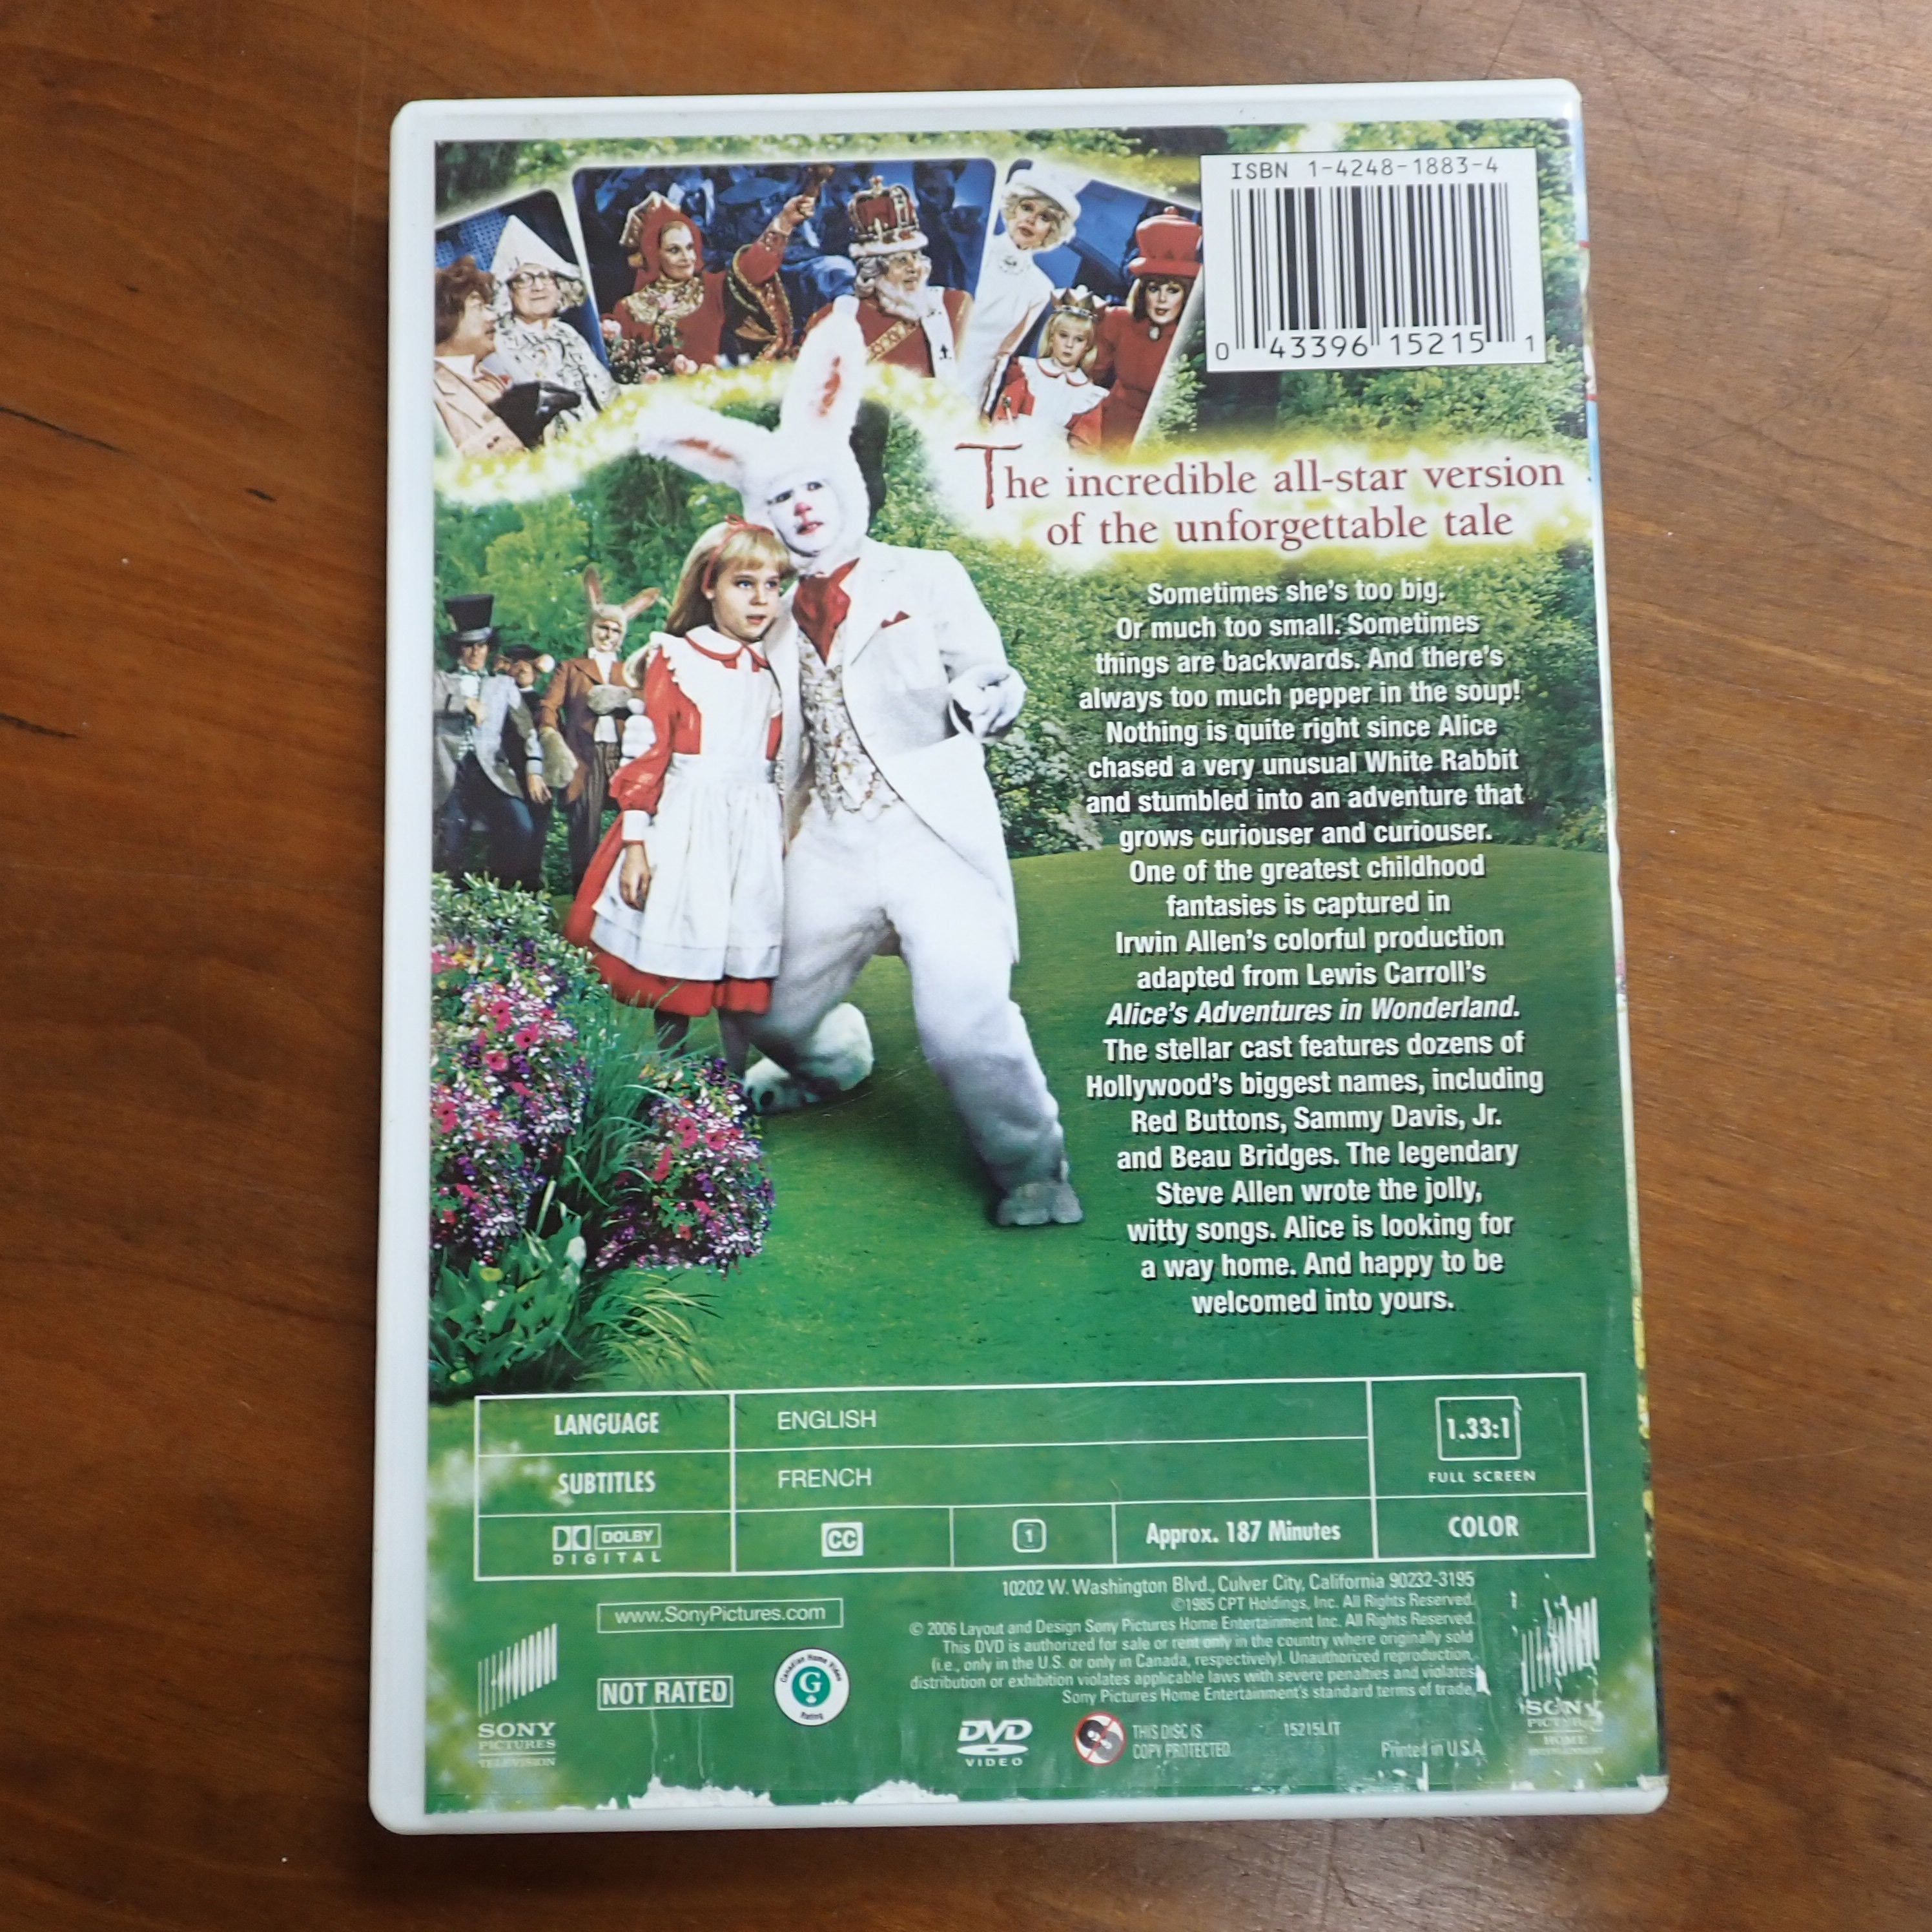 ISBN 1-4248-1883-4
0 43396 15215 1
The incredible all-star version
of the unforgettable tale
Sometimes she's too big.
Or much too small. Sometimes
things are backwards. And there's
always too much pepper in the soup!
Nothing is quite right since Alice
chased a very unusual White Rabbit
and stumbled into an adventure that
grows curiouser and curiouser.
One of the greatest childhood
fantasies is captured in
Irwin Allen's colorful production
adapted from Lewis Carroll's
Alice's Adventures in Wonderland.
The stellar cast features dozens of
Hollywood's biggest names, including
Red Buttons, Sammy Davis, Jr.
and Beau Bridges. The legendary
Steve Allen wrote the jolly,
witty songs. Alice is looking for
a way home. And happy to be
welcomed into yours.
LANGUAGE ENGLISH
SUBTITLES FRENCH
1.33:1
FULL SCREEN
DOLBY
DIGITAL
CC
1
Approx. 187 Minutes
COLOR
10202 W. Washington Blvd., Culver City, California 90232-3195
©1985 CPT Holdings, Inc. All Rights Reserved.
© 2006 Layout and Design Sony Pictures Home Entertainment Inc. All Rights Reserved.
This DVD is authorized for sale or rent only in the country where originally sold
(i.e., only in the U.S. or only in Canada, respectively). Unauthorized reproduction,
distribution or exhibition violates applicable laws with severe penalties and violates
Sony Pictures Home Entertainment's standard terms of trade.
www.SonyPictures.com
NOT RATED
Canadian Home Video
G
Rating
SONY
PICTURES
TELEVISION
DVD
VIDEO
THIS DISC IS
COPY PROTECTED
15215LIT
Printed in U.S.A.
SONY
PICTURES
HOME